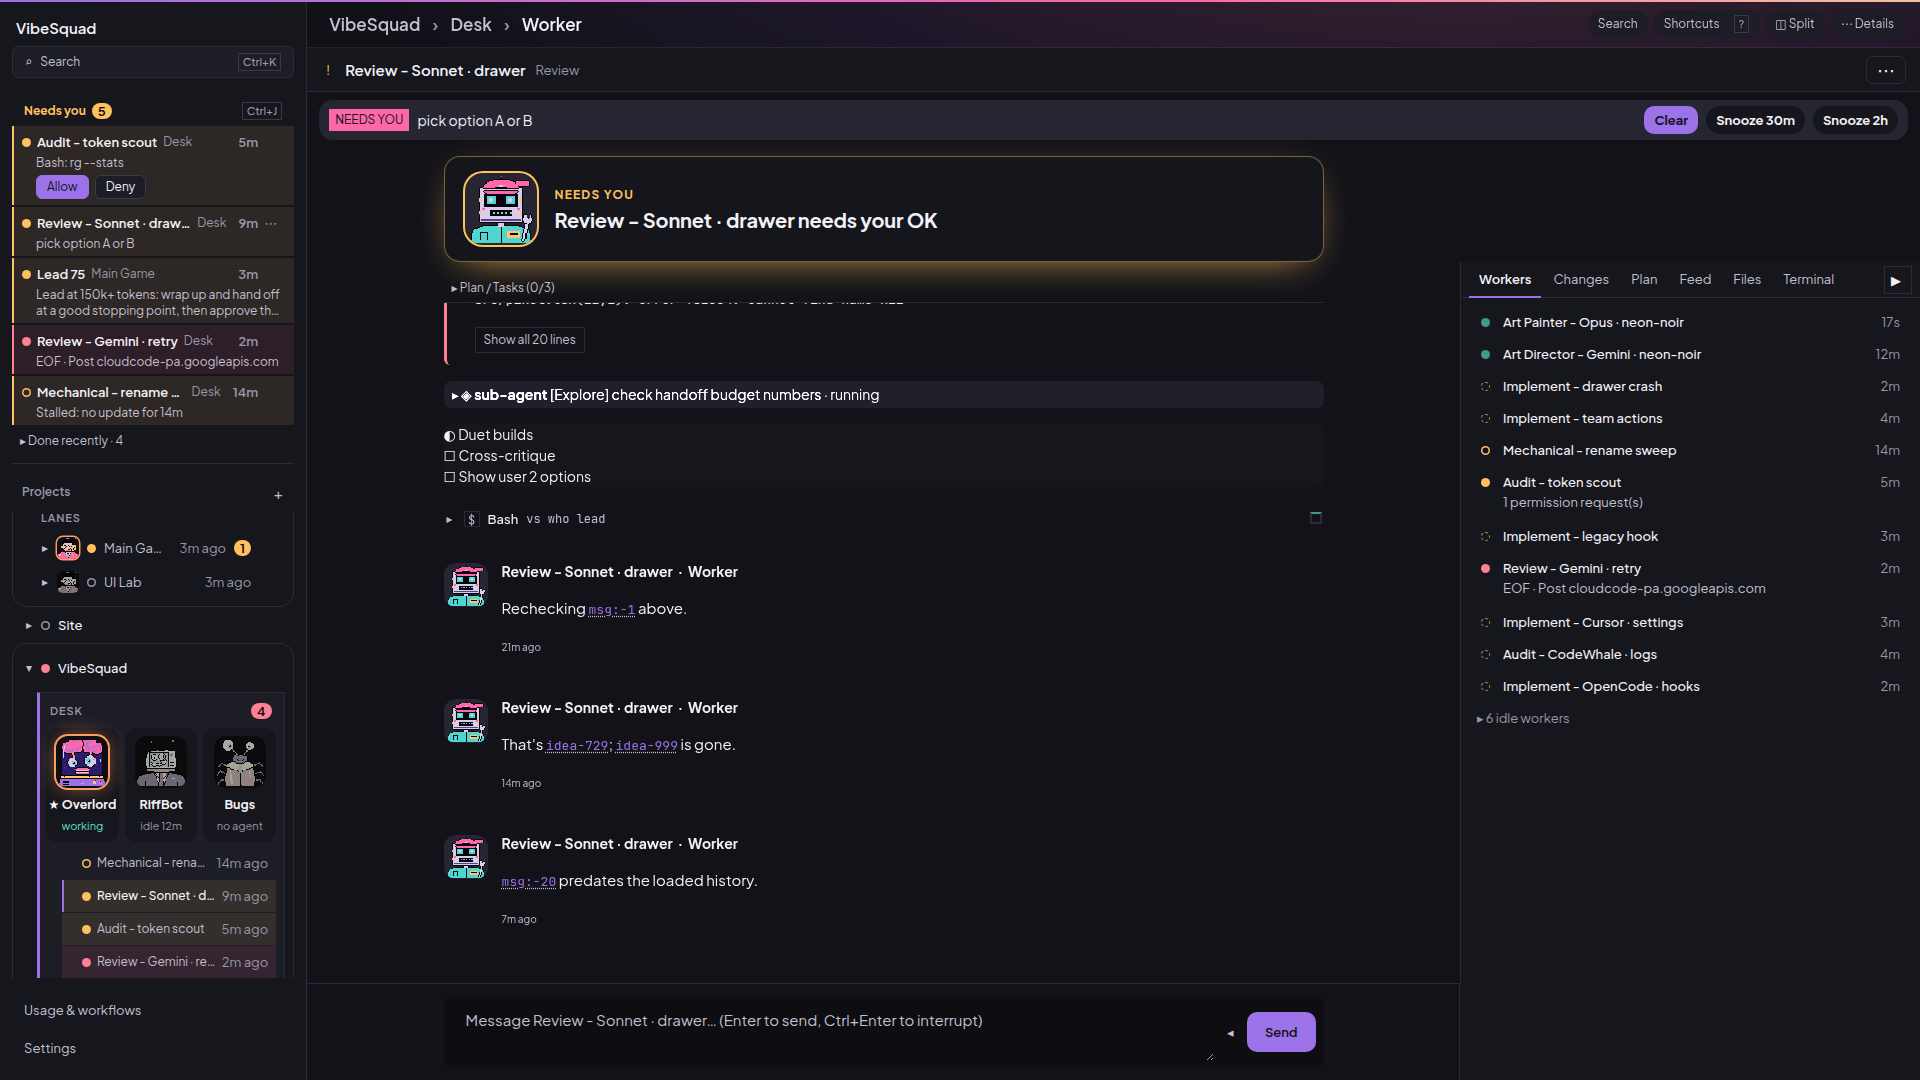 VibeSquad
Search Ctrl+K
Needs you 5 Ctrl+J
Audit - token scout Desk 5m
Bash: rg --stats
Allow Deny
Review - Sonnet · draw... Desk 9m ···
pick option A or B
Lead 75 Main Game 3m
Lead at 150k+ tokens: wrap up and hand off
at a good stopping point, then approve th...
Review - Gemini · retry Desk 2m
EOF · Post cloudcode-pa.googleapis.com
Mechanical - rename ... Desk 14m
Stalled: no update for 14m
▸ Done recently · 4
Projects +
LANES
▸ Main Ga... 3m ago 1
▸ UI Lab 3m ago
▸ Site
▾ VibeSquad
DESK 4
★ Overlord RiffBot Bugs
working idle 12m no agent
Mechanical - rena... 14m ago
Review - Sonnet · d... 9m ago
Audit - token scout 5m ago
Review - Gemini · re... 2m ago
Usage & workflows
Settings
VibeSquad › Desk › Worker
Search Shortcuts ? Split ··· Details
! Review - Sonnet · drawer Review ···
NEEDS YOU pick option A or B Clear Snooze 30m Snooze 2h
NEEDS YOU
Review - Sonnet · drawer needs your OK
▸ Plan / Tasks (0/3)
Show all 20 lines
▸ ◈ sub-agent [Explore] check handoff budget numbers · running
◐ Duet builds
☐ Cross-critique
☐ Show user 2 options
▸ $ Bash vs who lead
Review - Sonnet · drawer · Worker
Rechecking msg:-1 above.
21m ago
Review - Sonnet · drawer · Worker
That's idea-729; idea-999 is gone.
14m ago
Review - Sonnet · drawer · Worker
msg:-20 predates the loaded history.
7m ago
Message Review - Sonnet · drawer... (Enter to send, Ctrl+Enter to interrupt)
◂ Send
Workers Changes Plan Feed Files Terminal ▶
Art Painter - Opus · neon-noir 17s
Art Director - Gemini · neon-noir 12m
Implement - drawer crash 2m
Implement - team actions 4m
Mechanical - rename sweep 14m
Audit - token scout 5m
1 permission request(s)
Implement - legacy hook 3m
Review - Gemini · retry 2m
EOF · Post cloudcode-pa.googleapis.com
Implement - Cursor · settings 3m
Audit - CodeWhale · logs 4m
Implement - OpenCode · hooks 2m
▸ 6 idle workers